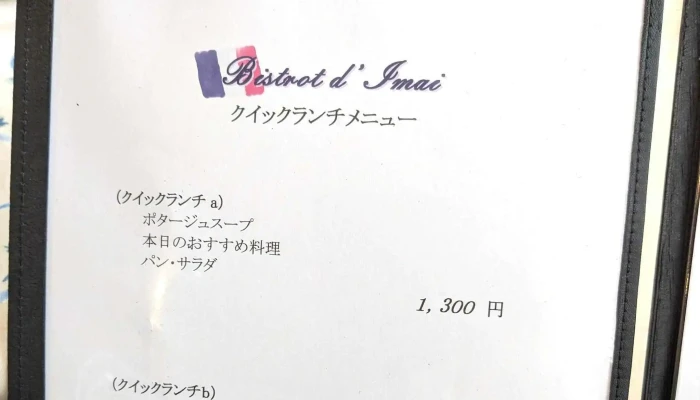 Bistrot d' Imai
クイックランチメニュー
(クイックランチ a)
ポタージュスープ
本日のおすすめ料理
パン・サラダ
1, 300 円
(クイックランチb)